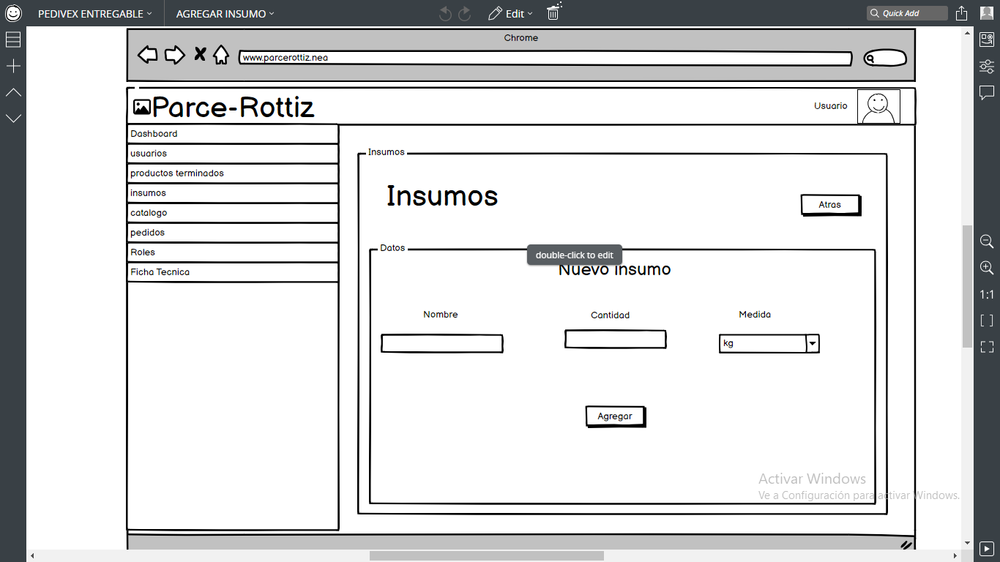 PEDIVEX ENTREGABLE
AGREGAR INSUMO
Edit
Quick Add
Chrome
www.parcerottiz.nea
Parce-Rottiz
Usuario
Dashboard
usuarios
productos terminados
insumos
catalogo
pedidos
Roles
Ficha Tecnica
Insumos
Insumos
Atras
Datos
double-click to edit
Nuevo insumo
Nombre
Cantidad
Medida
kg
Agregar
1:1
Activar Windows
Ve a Configuración para activar Windows.